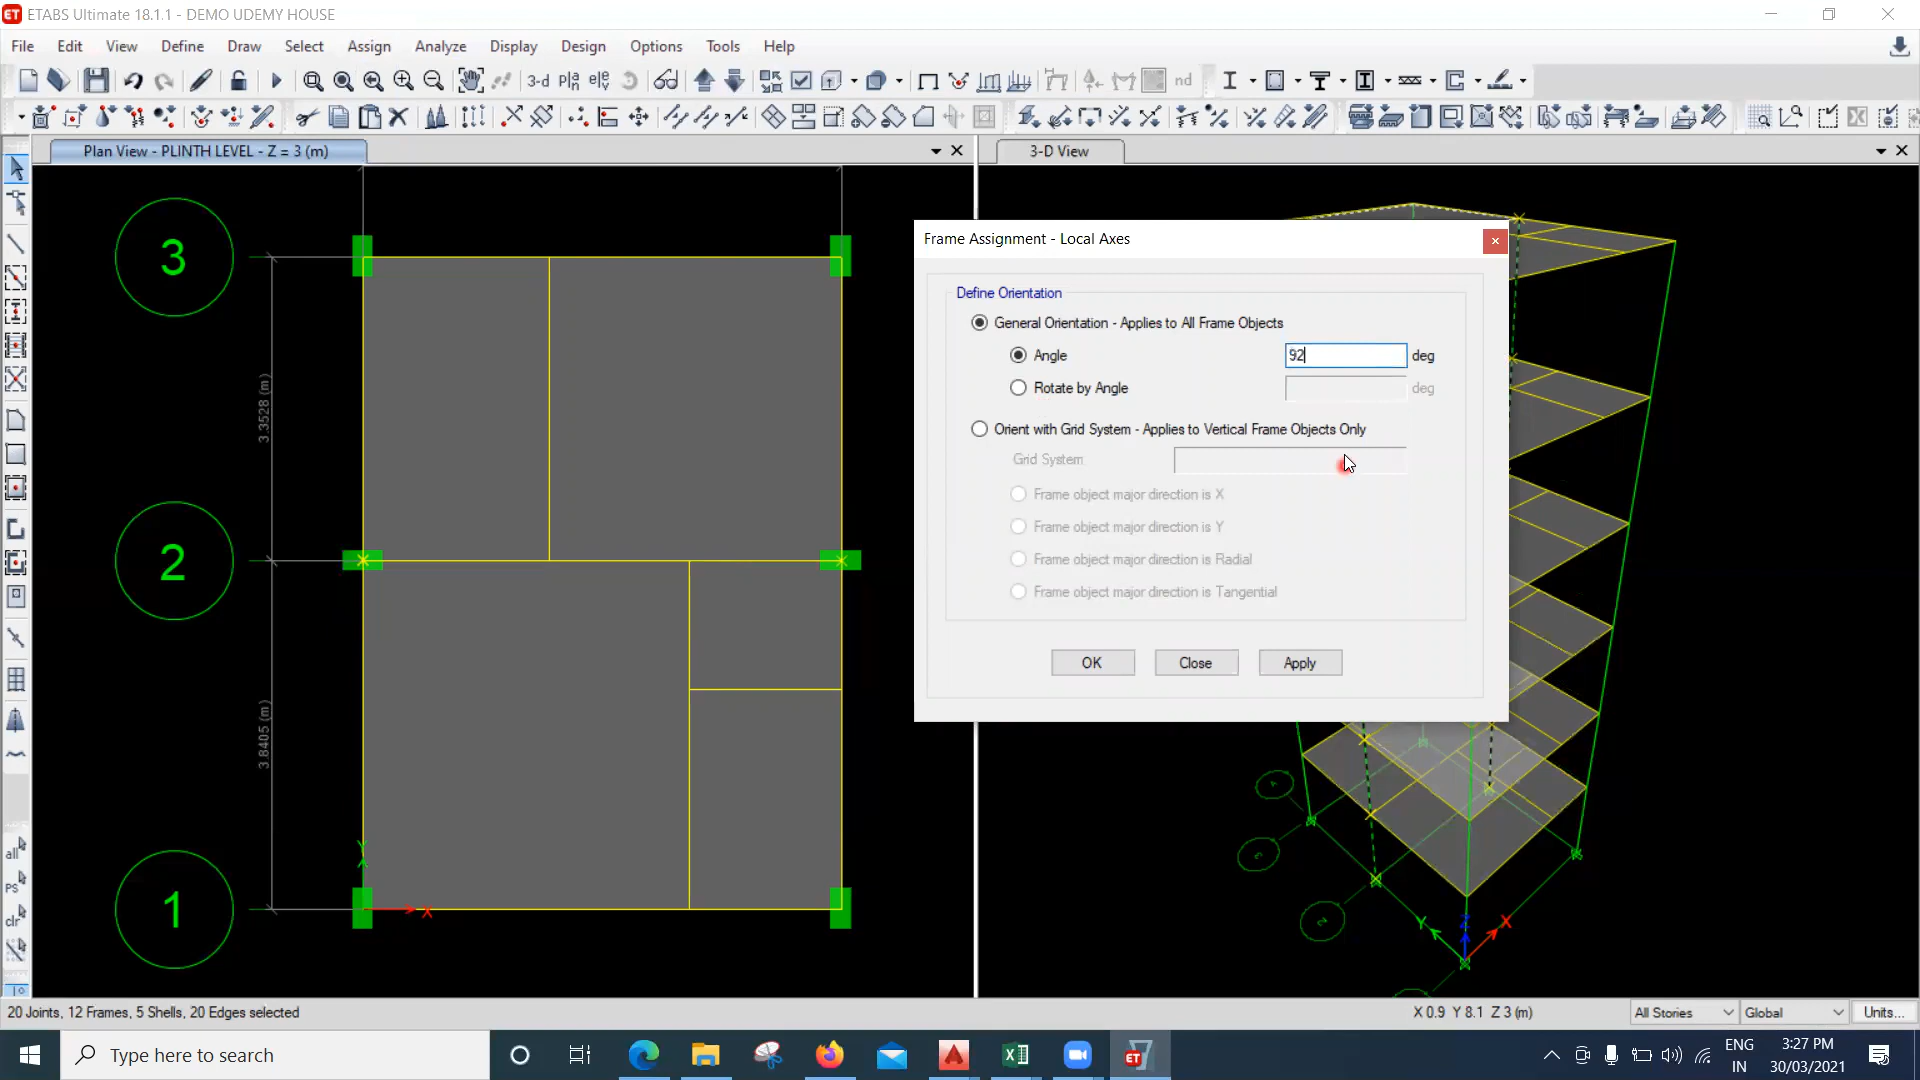 ETABS Ultimate 18.1.1 - DEMO UDEMY HOUSE
File Edit View Define Draw Select Assign Analyze Display Design Options Tools Help
3-d nd
Plan View - PLINTH LEVEL - Z = 3 (m)
3-D View
3
2
1
3.3528 (m)
3.8405 (m)
Y
X
Frame Assignment - Local Axes
Define Orientation
General Orientation - Applies to All Frame Objects
Angle 92 deg
Rotate by Angle deg
Orient with Grid System - Applies to Vertical Frame Objects Only
Grid System
Frame object major direction is X
Frame object major direction is Y
Frame object major direction is Radial
Frame object major direction is Tangential
OK Close Apply
Y Z X
all
PS
clr
20 Joints, 12 Frames, 5 Shells, 20 Edges selected
X 0.9 Y 8.1 Z 3 (m)
All Stories
Global
Units...
Type here to search
ENG
IN
3:27 PM
30/03/2021